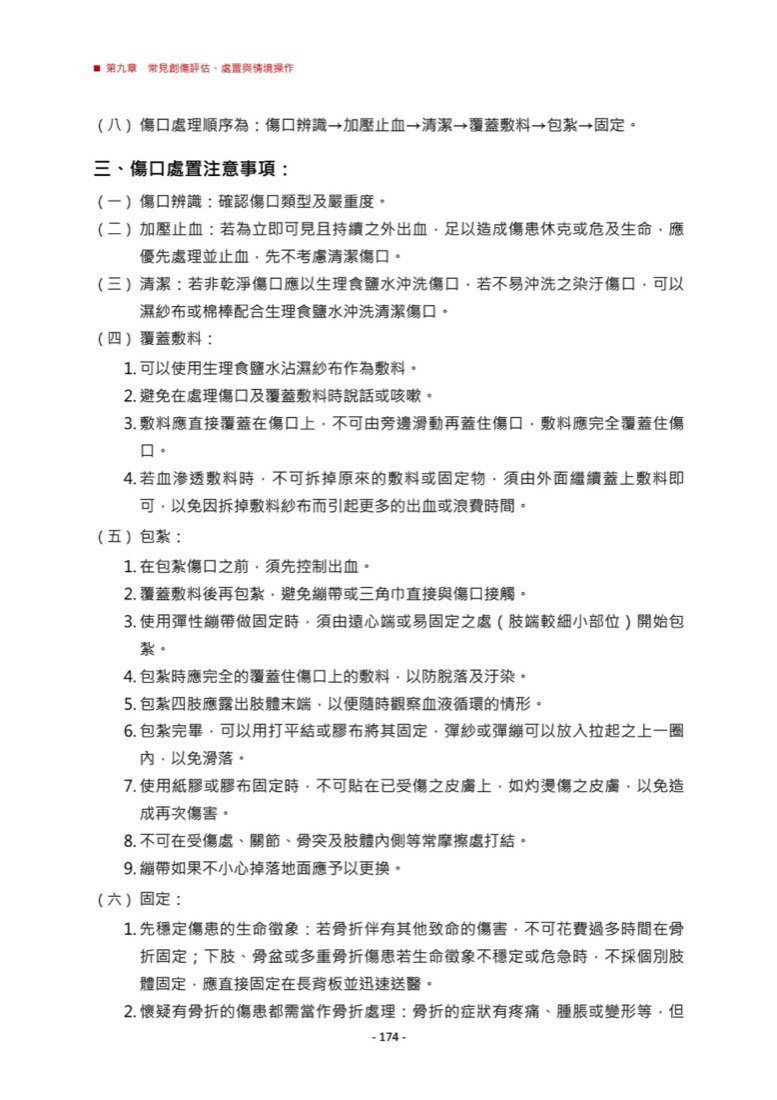 ■ 第九章　常見創傷評估、處置與情境操作
（八）傷口處理順序為：傷口辨識→加壓止血→清潔→覆蓋敷料→包紮→固定。
三、傷口處置注意事項：
（一）傷口辨識：確認傷口類型及嚴重度。
（二）加壓止血：若為立即可見且持續之外出血，足以造成傷患休克或危及生命，應
優先處理並止血，先不考慮清潔傷口。
（三）清潔：若非乾淨傷口應以生理食鹽水沖洗傷口，若不易沖洗之染汙傷口，可以
濕紗布或棉棒配合生理食鹽水沖洗清潔傷口。
（四）覆蓋敷料：
1. 可以使用生理食鹽水沾濕紗布作為敷料。
2. 避免在處理傷口及覆蓋敷料時說話或咳嗽。
3. 敷料應直接覆蓋在傷口上，不可由旁邊滑動再蓋住傷口，敷料應完全覆蓋住傷
口。
4. 若血滲透敷料時，不可拆掉原來的敷料或固定物，須由外面繼續蓋上敷料即
可，以免因拆掉敷料紗布而引起更多的出血或浪費時間。
（五）包紮：
1. 在包紮傷口之前，須先控制出血。
2. 覆蓋敷料後再包紮，避免繃帶或三角巾直接與傷口接觸。
3. 使用彈性繃帶做固定時，須由遠心端或易固定之處（肢端較細小部位）開始包
紮。
4. 包紮時應完全的覆蓋住傷口上的敷料，以防脫落及汙染。
5. 包紮四肢應露出肢體末端，以便隨時觀察血液循環的情形。
6. 包紮完畢，可以用打平結或膠布將其固定，彈紗或彈繃可以放入拉起之上一圈
內，以免滑落。
7. 使用紙膠或膠布固定時，不可貼在已受傷之皮膚上，如灼燙傷之皮膚，以免造
成再次傷害。
8. 不可在受傷處、關節、骨突及肢體內側等常摩擦處打結。
9. 繃帶如果不小心掉落地面應予以更換。
（六）固定：
1. 先穩定傷患的生命徵象：若骨折伴有其他致命的傷害，不可花費過多時間在骨
折固定；下肢、骨盆或多重骨折傷患若生命徵象不穩定或危急時，不採個別肢
體固定，應直接固定在長背板並迅速送醫。
2. 懷疑有骨折的傷患都需當作骨折處理：骨折的症狀有疼痛、腫脹或變形等，但
- 174 -